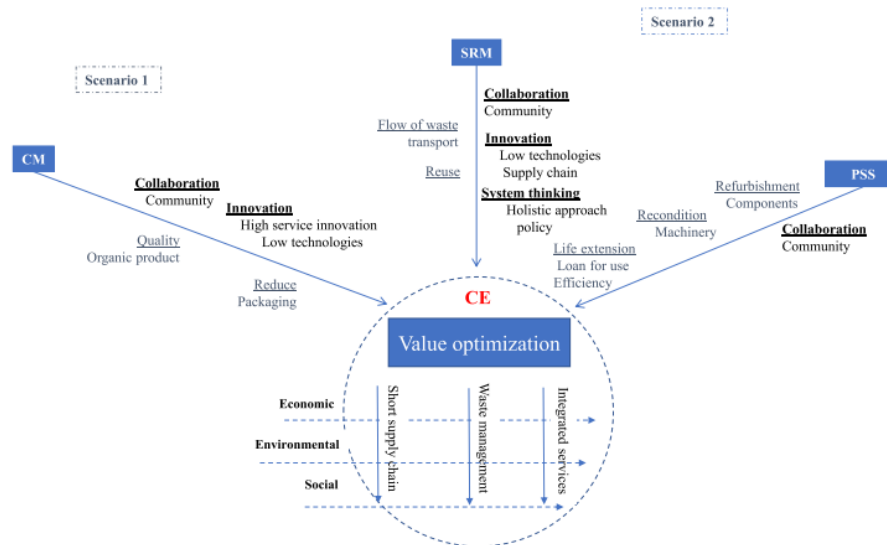 Scenario 1
Scenario 2
SRM
CM
PSS
Collaboration
Community
Innovation
High service innovation
Low technologies
Quality
Organic product
Reduce
Packaging
Flow of waste
transport
Reuse
Collaboration
Community
Innovation
Low technologies
Supply chain
System thinking
Holistic approach
policy
Refurbishment
Components
Recondition
Machinery
Life extension
Loan for use
Efficiency
Collaboration
Community
CE
Value optimization
Economic
Environmental
Social
Short supply chain
Waste management
Integrated services